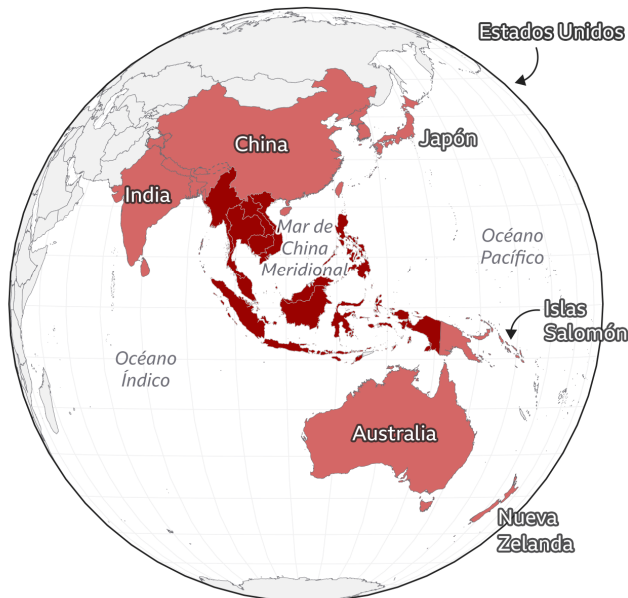 Estados Unidos
China
Japón
India
Mar de
China
Meridional
Océano
Pacífico
Islas
Salomón
Océano
Índico
Australia
Nueva
Zelanda